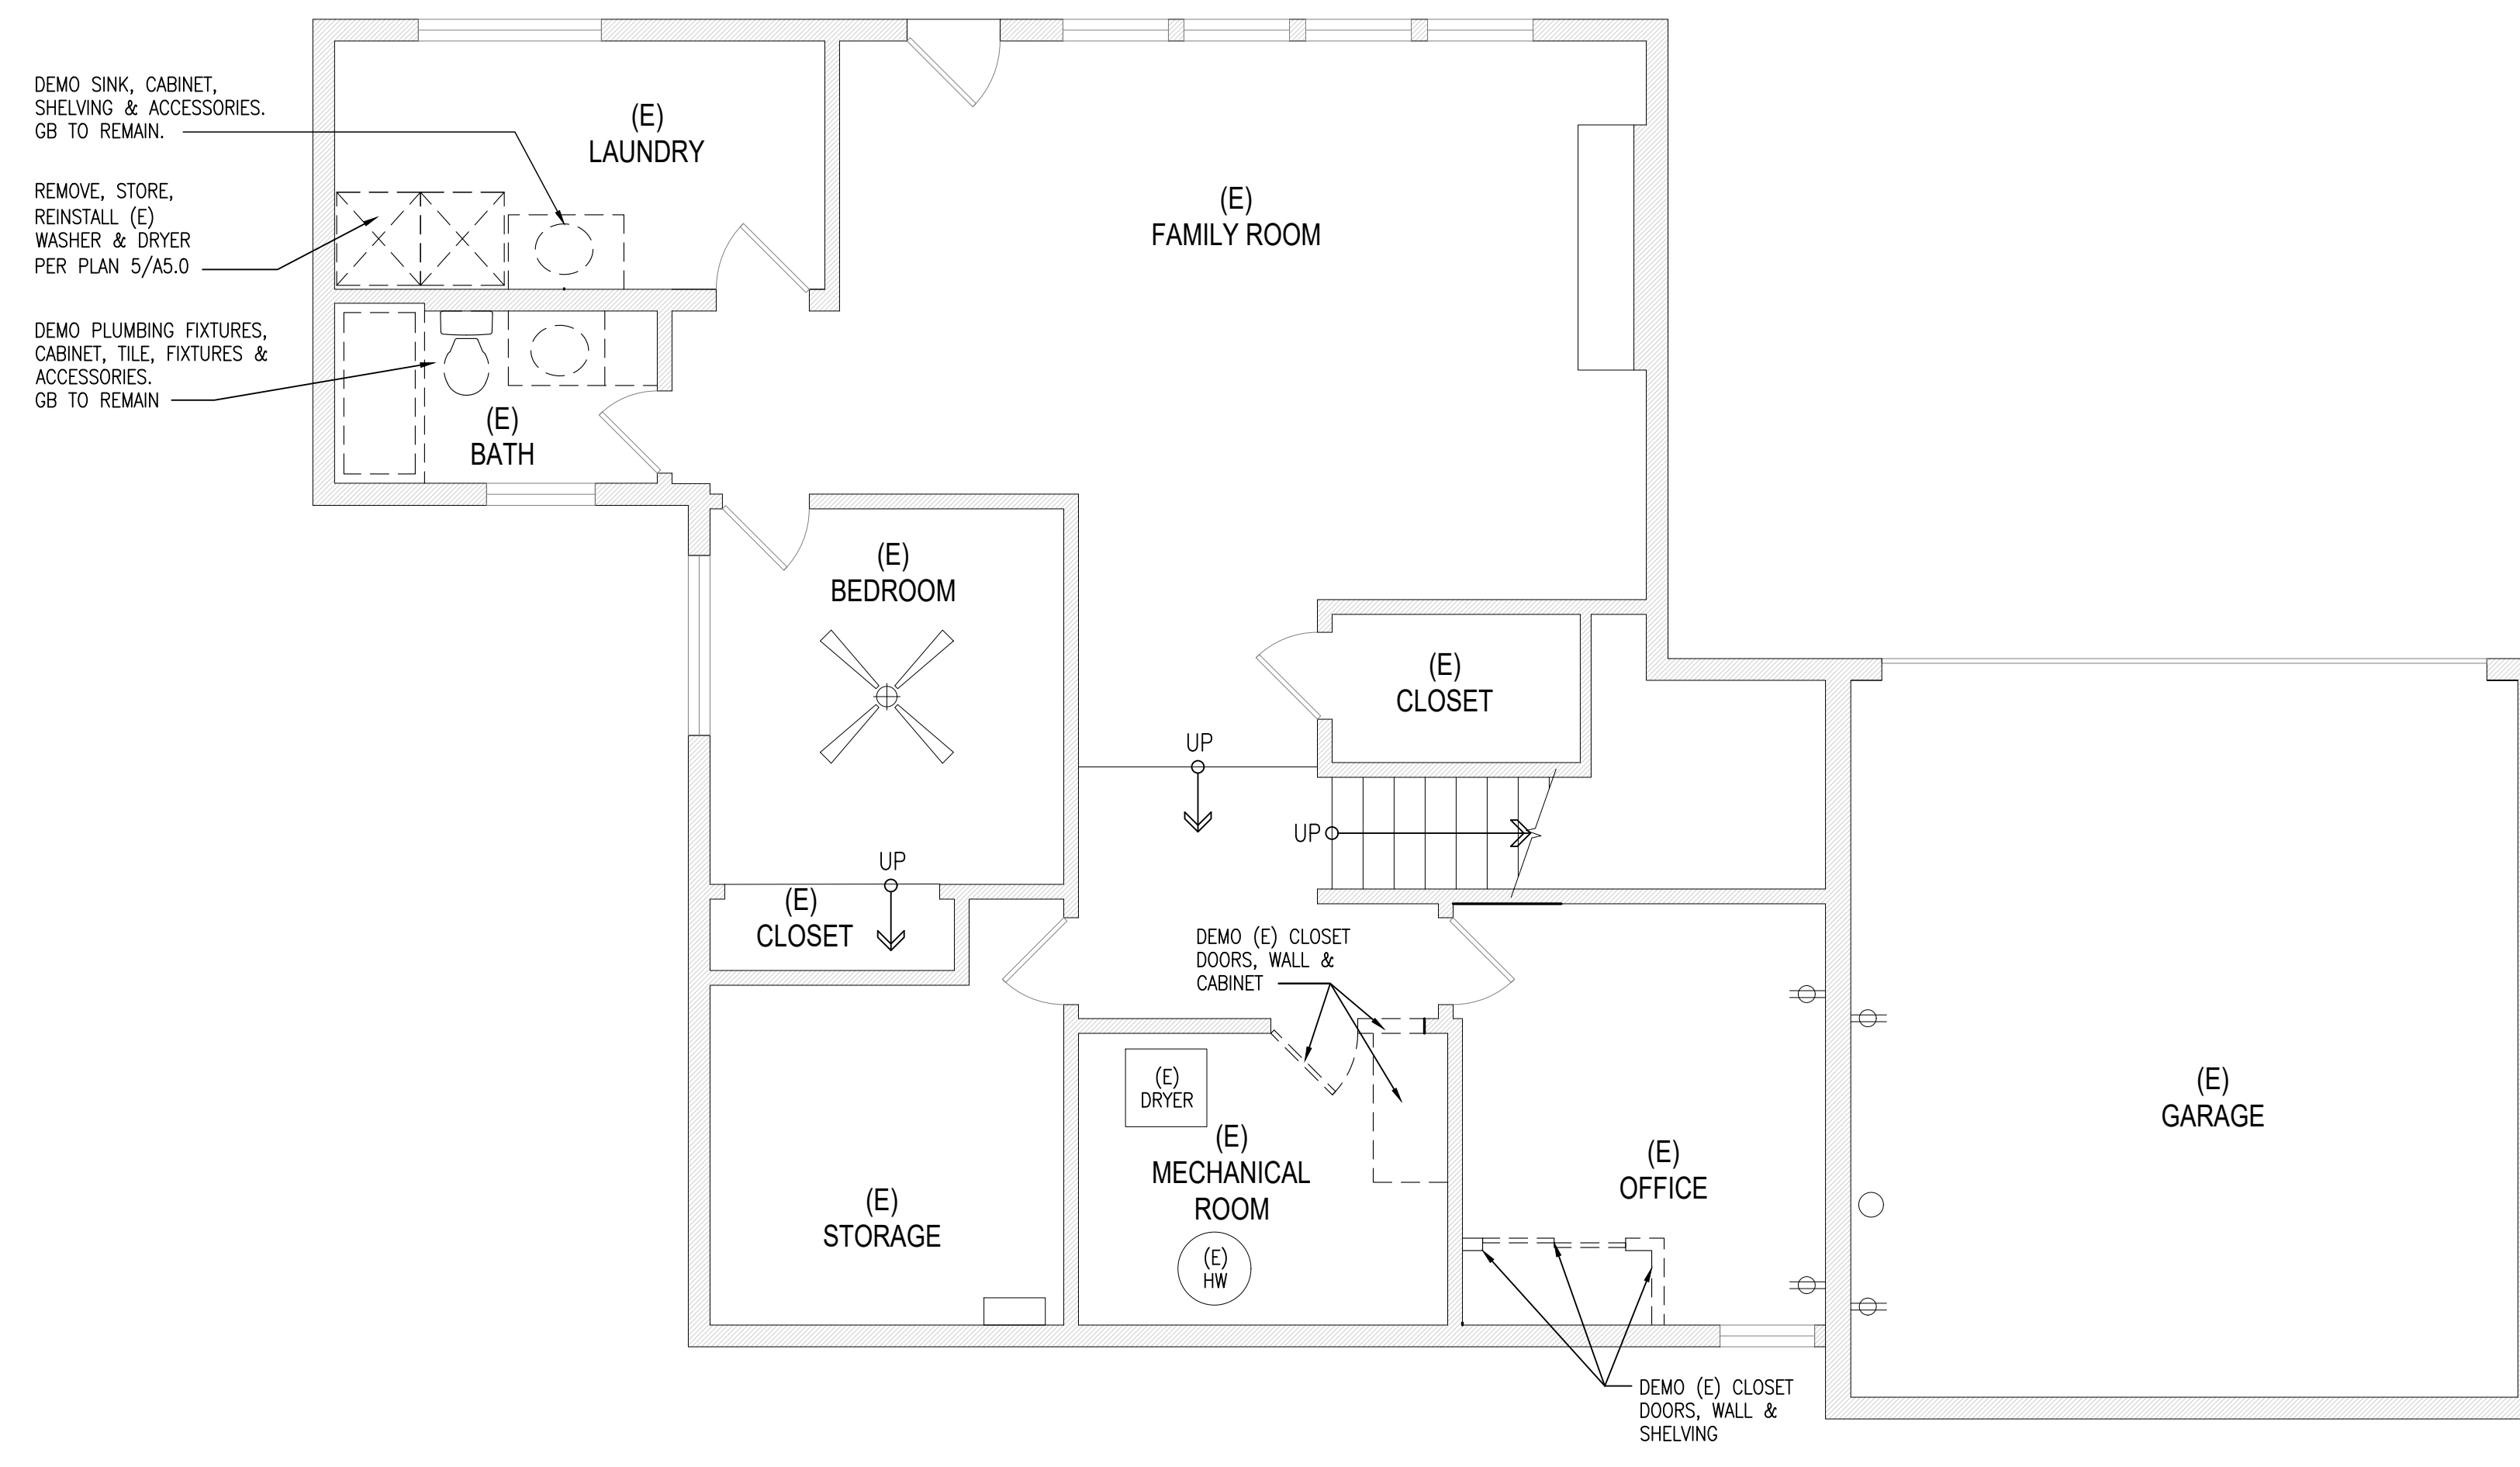 DEMO SINK, CABINET,
SHELVING & ACCESSORIES.
GB TO REMAIN.
REMOVE, STORE,
REINSTALL (E)
WASHER & DRYER
PER PLAN 5/A5.0
DEMO PLUMBING FIXTURES,
CABINET, TILE, FIXTURES &
ACCESSORIES.
GB TO REMAIN
(E)
LAUNDRY
(E)
FAMILY ROOM
(E)
BATH
(E)
BEDROOM
(E)
CLOSET
UP
UP
UP
(E)
CLOSET
DEMO (E) CLOSET
DOORS, WALL &
CABINET
(E)
DRYER
(E)
MECHANICAL
ROOM
(E)
HW
(E)
STORAGE
(E)
OFFICE
(E)
GARAGE
DEMO (E) CLOSET
DOORS, WALL &
SHELVING